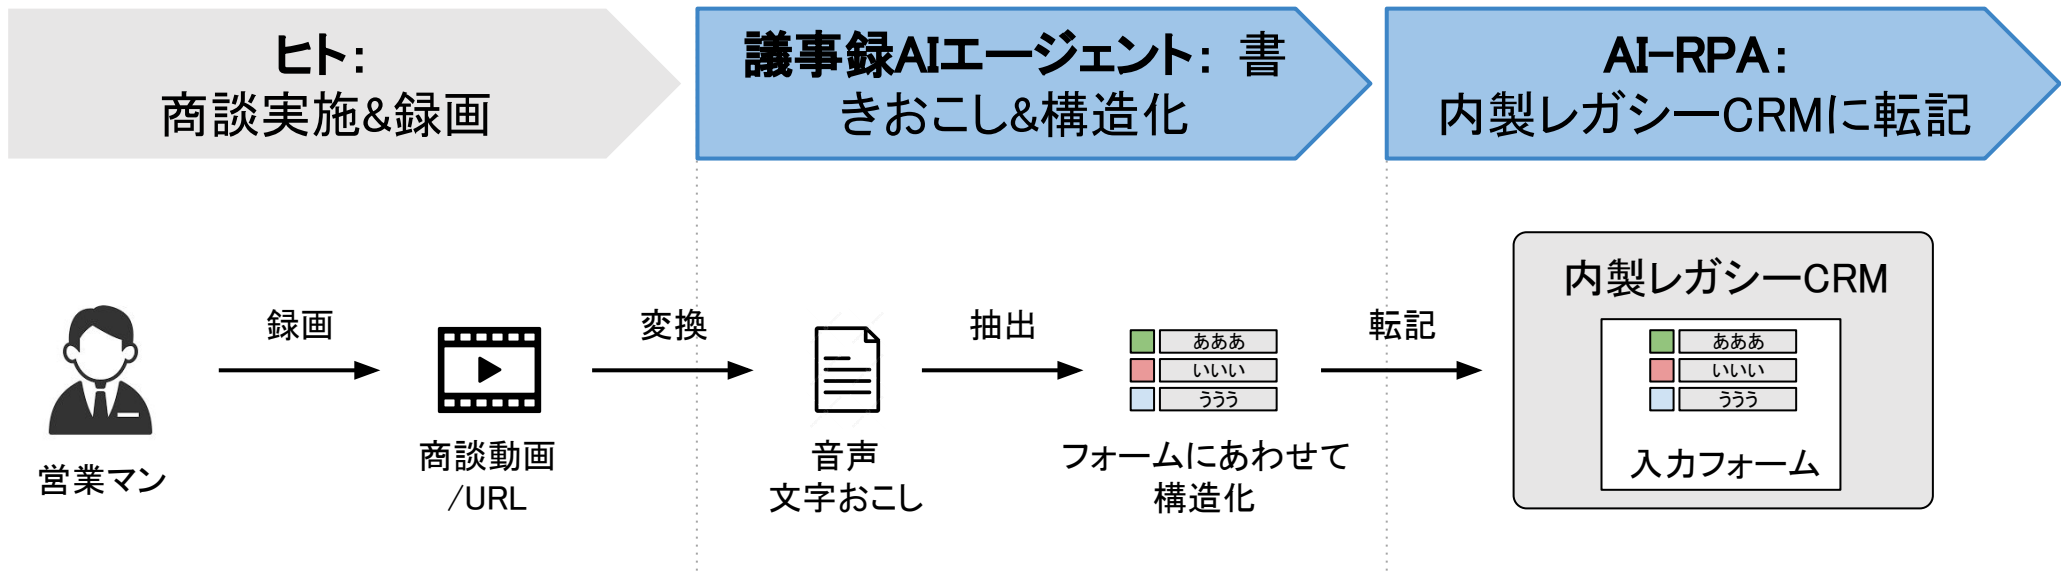 ヒト：
商談実施&録画
議事録AIエージェント： 書
きおこし&構造化
AI-RPA：
内製レガシーCRMに転記
録画
変換
抽出
転記
営業マン
商談動画
/URL
音声
文字おこし
あああ
いいい
ううう
フォームにあわせて
構造化
内製レガシーCRM
あああ
いいい
ううう
入力フォーム